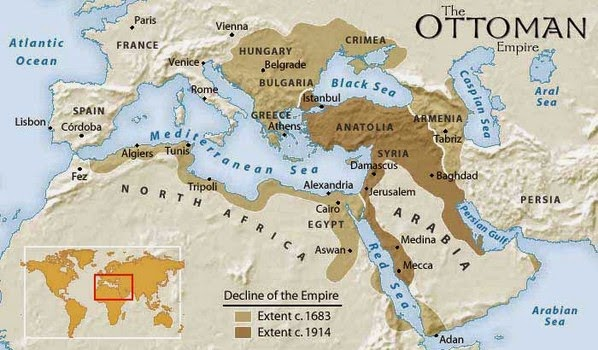 The
OTTOMAN
Empire
Atlantic
Ocean
Paris
FRANCE
Vienna
HUNGARY
Venice
Belgrade
CRIMEA
BULGARIA
Black Sea
Caspian Sea
Aral
Sea
SPAIN
Lisbon
Córdoba
Rome
Istanbul
GREECE
Athens
ANATOLIA
ARMENIA
Tabriz
Mediterranean Sea
Algiers
Tunis
SYRIA
Damascus
Baghdad
Fez
Tripoli
Alexandria
Jerusalem
PERSIA
NORTH AFRICA
Cairo
EGYPT
ARABIA
Persian Gulf
Aswan
Medina
Red Sea
Mecca
Arabian
Sea
Adan
Decline of the Empire
Extent c. 1683
Extent c. 1914